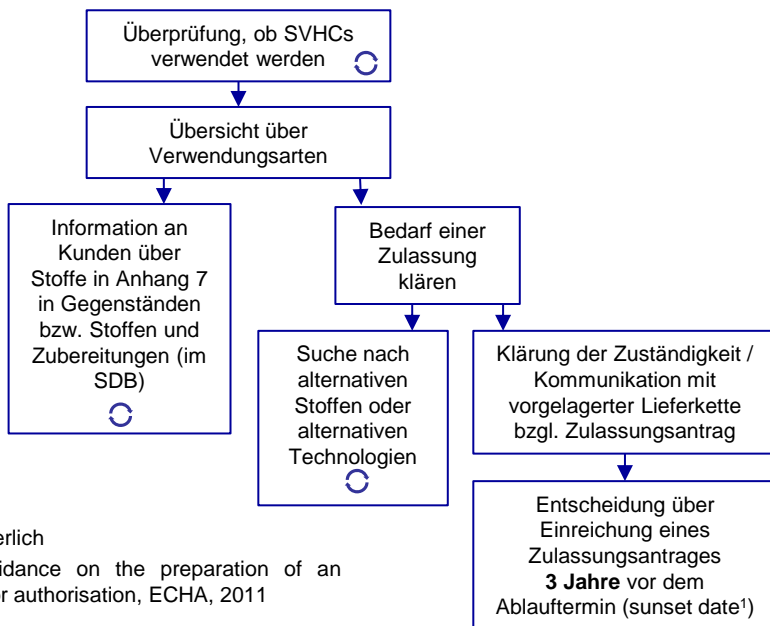 Überprüfung, ob SVHCs
verwendet werden
Übersicht über
Verwendungsarten
Information an
Kunden über
Stoffe in Anhang 7
in Gegenständen
bzw. Stoffen und
Zubereitungen (im
SDB)
Bedarf einer
Zulassung
klären
Suche nach
alternativen
Stoffen oder
alternativen
Technologien
Klärung der Zuständigkeit /
Kommunikation mit
vorgelagerter Lieferkette
bzgl. Zulassungsantrag
Entscheidung über
Einreichung eines
Zulassungsantrages
3 Jahre vor dem
Ablauftermin (sunset date¹)
on the preparation of an
authorisation, ECHA, 2011